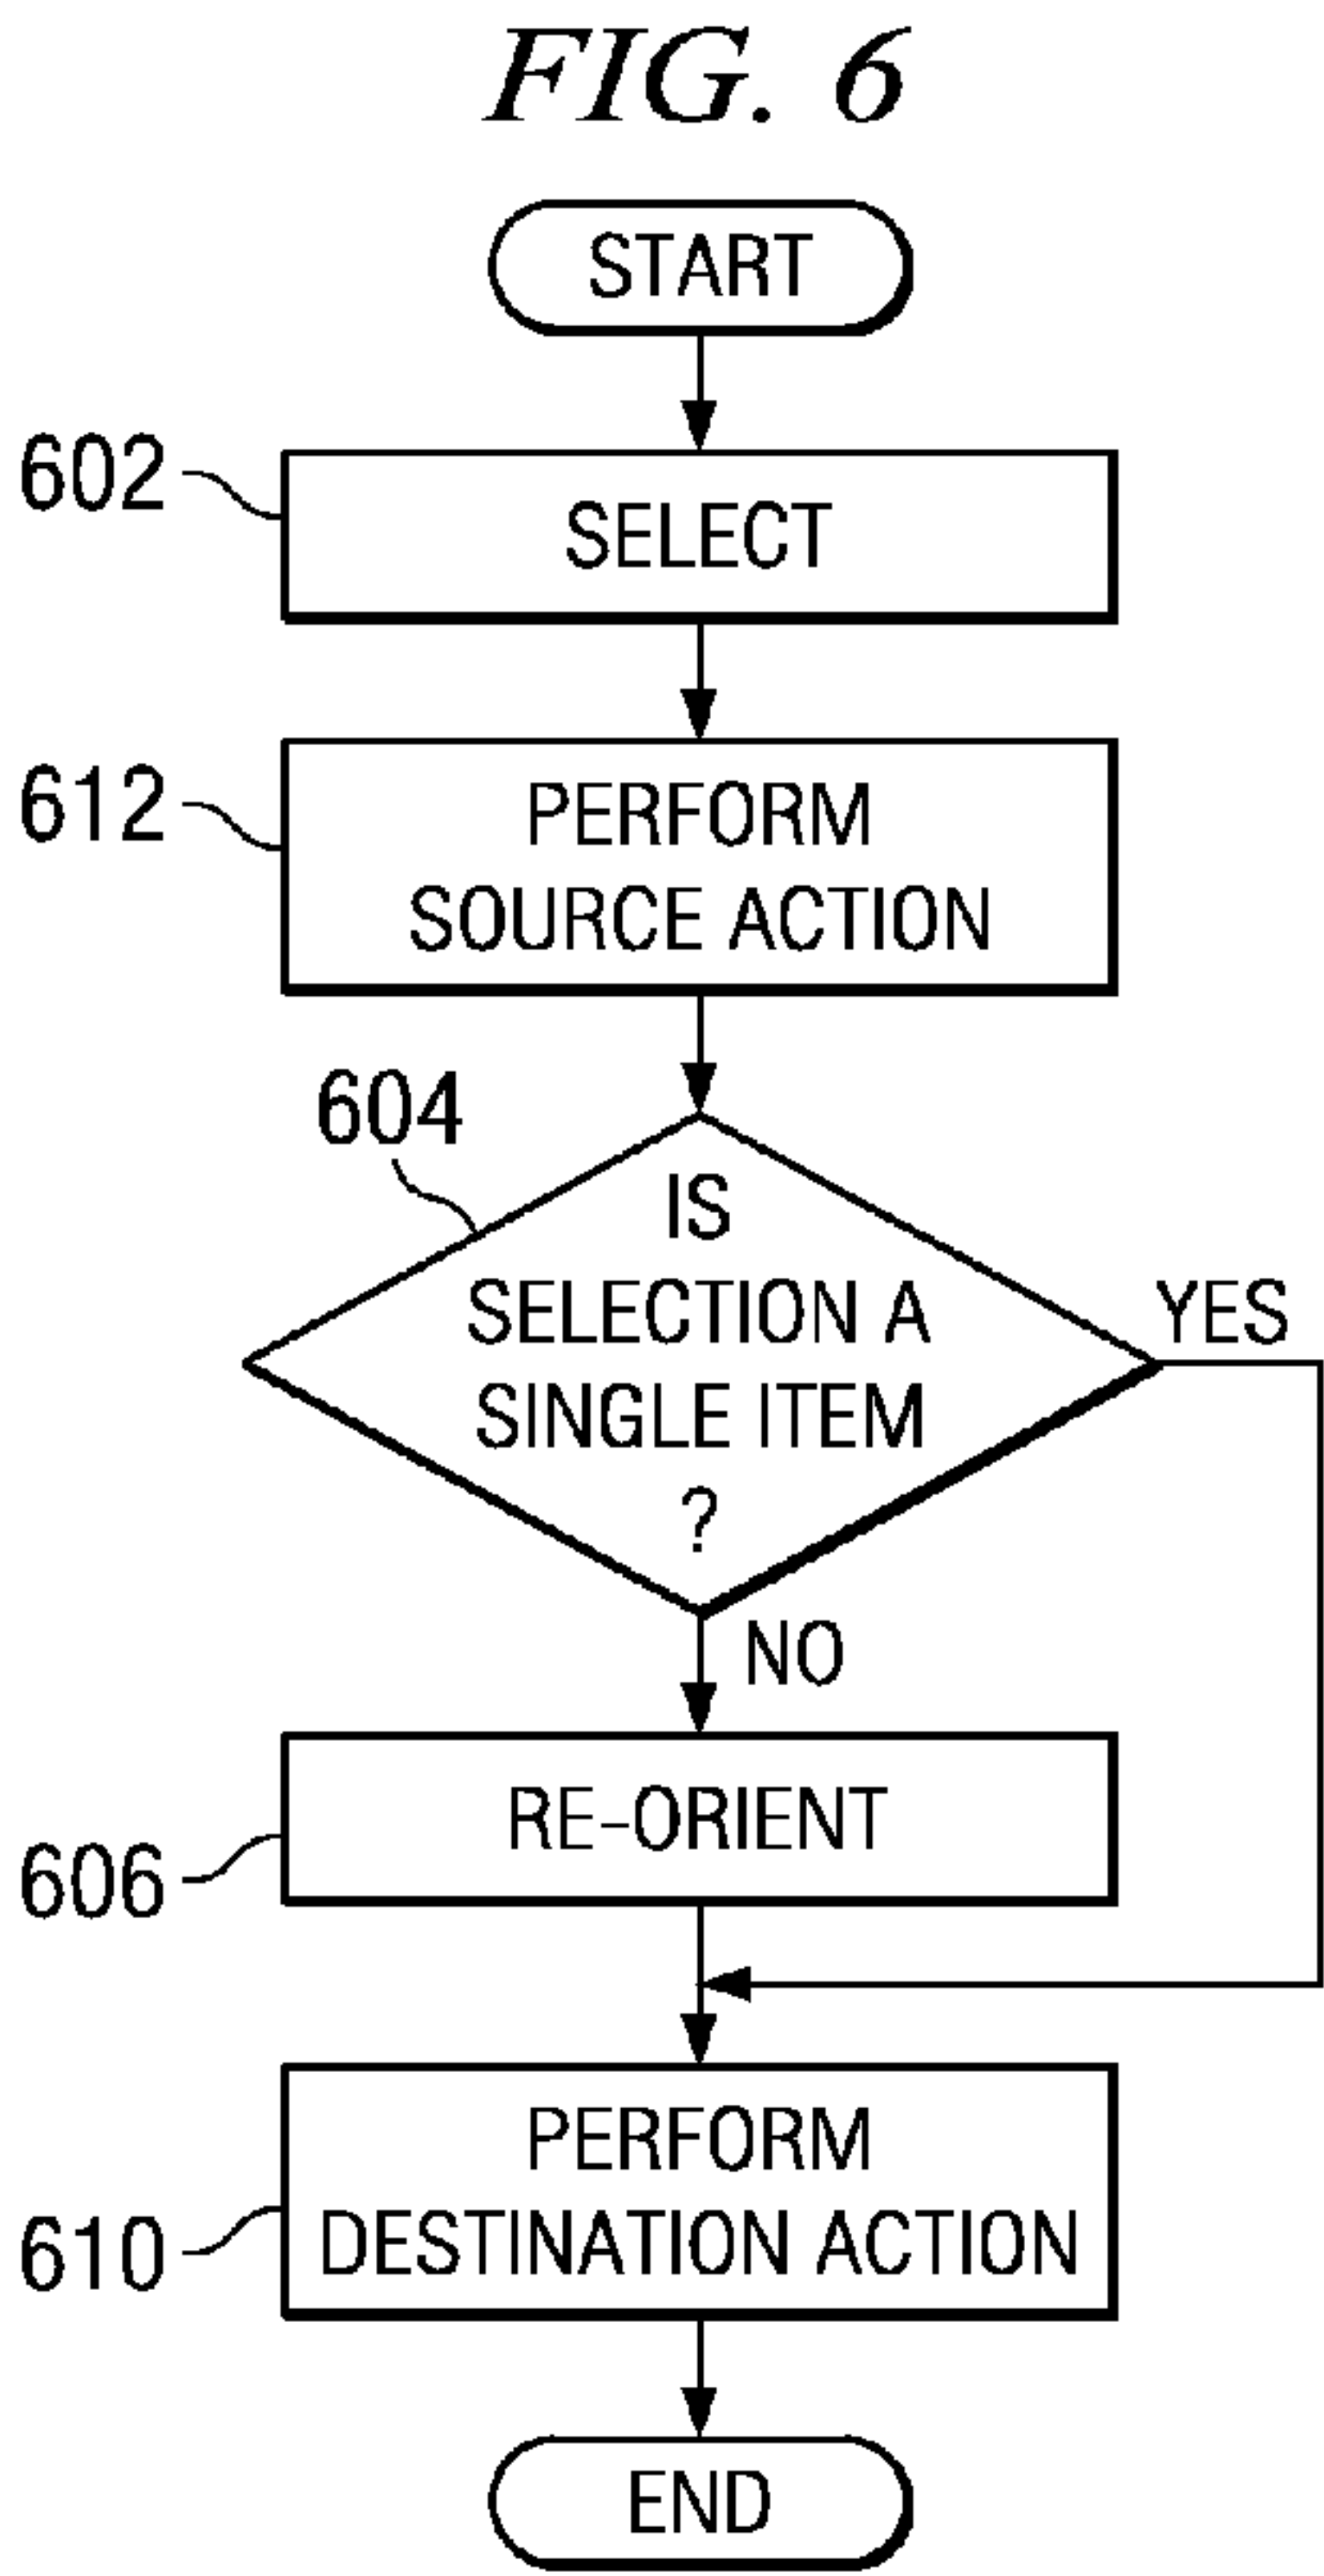 FIG. 6
START
602
SELECT
612
PERFORM
SOURCE ACTION
604
IS
SELECTION A
SINGLE ITEM
?
YES
NO
RE-ORIENT
606
PERFORM
DESTINATION ACTION
610
END